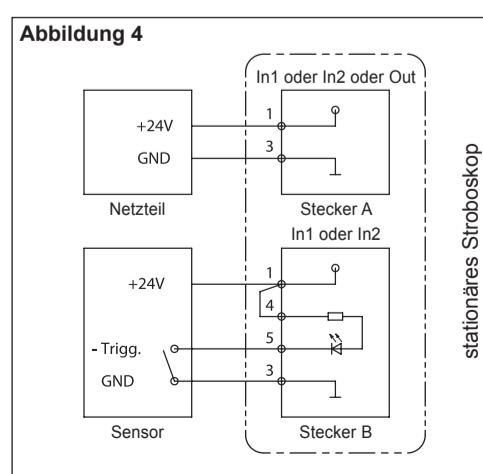 Abbildung 4
In1 oder In2 oder Out
+24V
1
GND
3
Netzteil
Stecker A
In1 oder In2
+24V
1
4
- Trigg.
5
GND
3
Sensor
Stecker B
stationäres Stroboskop